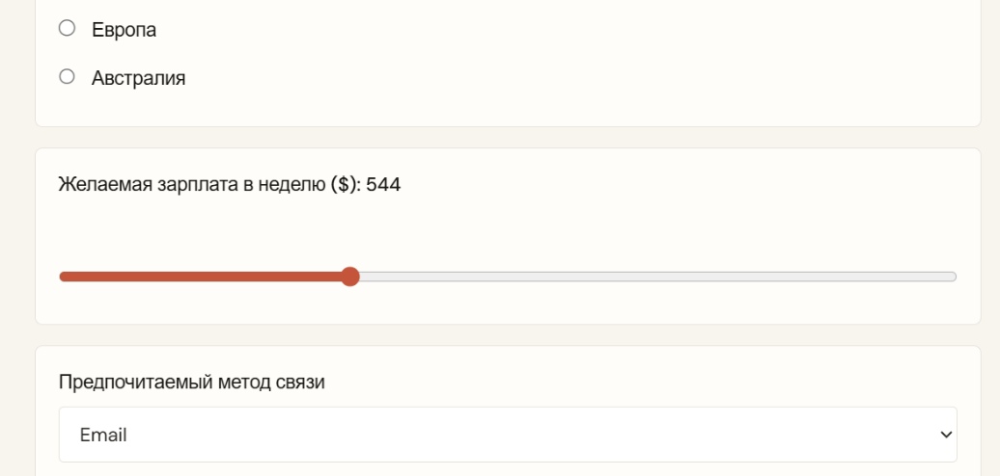 Европа
Австралия
Желаемая зарплата в неделю ($): 544
Предпочитаемый метод связи
Email